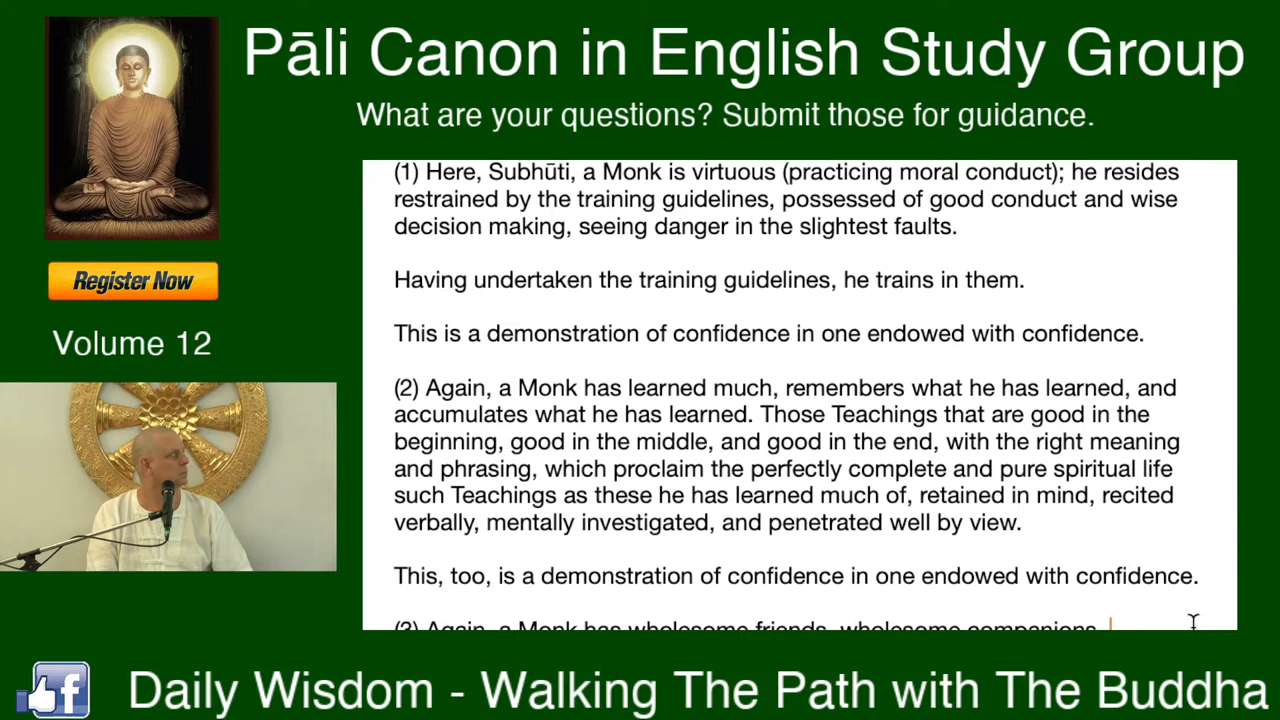 Pāli Canon in English Study Group
What are your questions? Submit those for guidance.
Register Now
Volume 12
(1) Here, Subhūti, a Monk is virtuous (practicing moral conduct); he resides
restrained by the training guidelines, possessed of good conduct and wise
decision making, seeing danger in the slightest faults.
Having undertaken the training guidelines, he trains in them.
This is a demonstration of confidence in one endowed with confidence.
(2) Again, a Monk has learned much, remembers what he has learned, and
accumulates what he has learned. Those Teachings that are good in the
beginning, good in the middle, and good in the end, with the right meaning
and phrasing, which proclaim the perfectly complete and pure spiritual life
such Teachings as these he has learned much of, retained in mind, recited
verbally, mentally investigated, and penetrated well by view.
This, too, is a demonstration of confidence in one endowed with confidence.
(3) Again, a Monk has wholesome friends, wholesome companions,
f
Daily Wisdom - Walking The Path with The Buddha